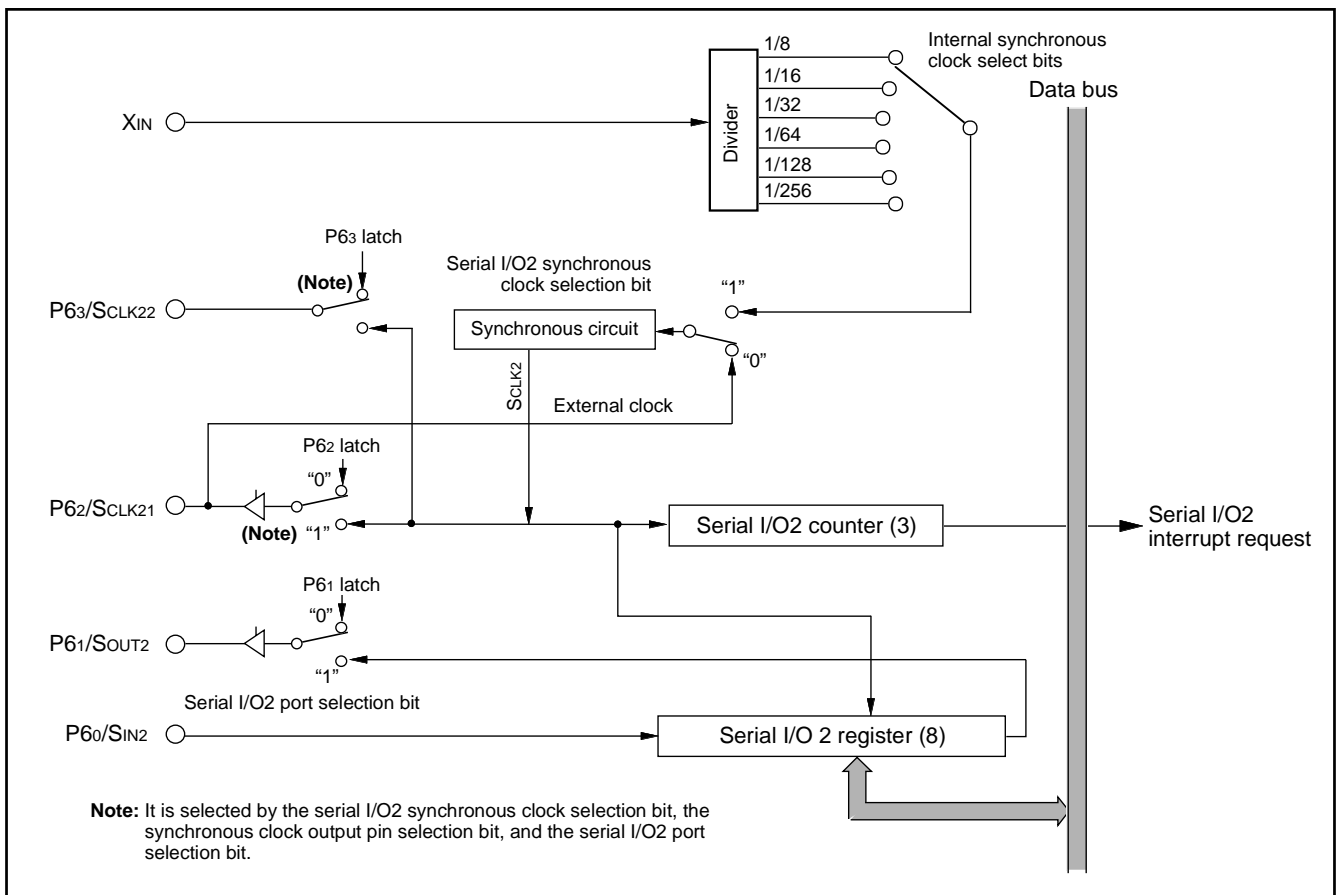 Internal synchronous
clock select bits
Data bus
XIN
Divider
1/8
1/16
1/32
1/64
1/128
1/256
P63 latch
(Note)
P63/SCLK22
Serial I/O2 synchronous
clock selection bit
“1”
Synchronous circuit
“0”
SCLK2
External clock
P62 latch
“0”
P62/SCLK21
(Note) “1”
Serial I/O2 counter (3)
Serial I/O2
interrupt request
P61 latch
“0”
P61/SOUT2
“1”
Serial I/O2 port selection bit
P60/SIN2
Serial I/O 2 register (8)
Note: It is selected by the serial I/O2 synchronous clock selection bit, the
synchronous clock output pin selection bit, and the serial I/O2 port
selection bit.